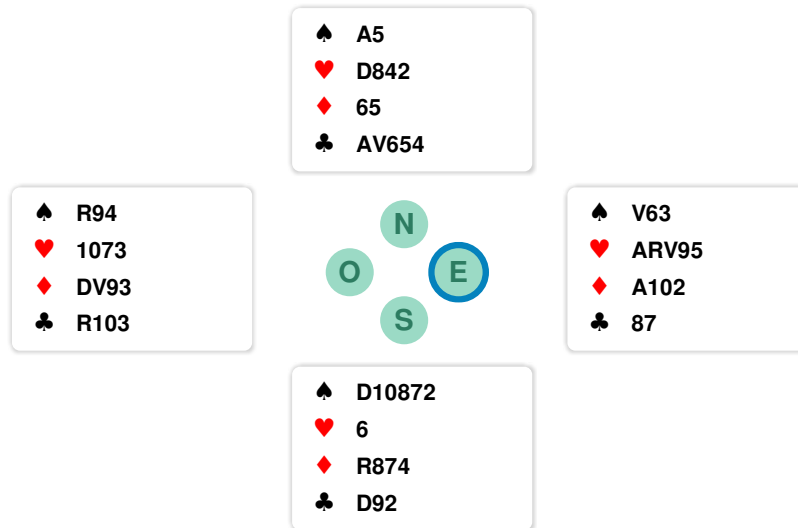 ♠ A5
♥ D842
♦ 65
♣ AV654
♠ R94
♥ 1073
♦ DV93
♣ R103
N
O E
S
♠ V63
♥ ARV95
♦ A102
♣ 87
♠ D10872
♥ 6
♦ R874
♣ D92